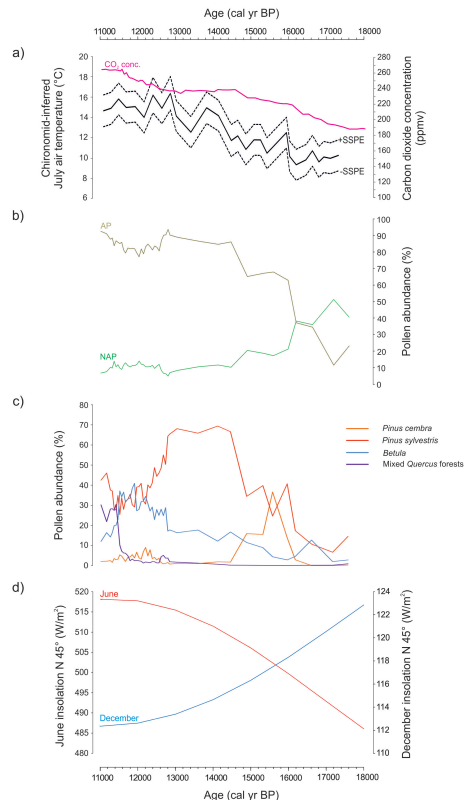 Age (cal yr BP)
11000 12000 13000 14000 15000 16000 17000 18000
a)
Chironomid-inferred
July air temperature (°C)
20
18
16
14
12
10
8
6
CO₂ conc.
+SSPE
-SSPE
280
260
240
220
200
180
160
140
120
100
Carbon dioxide concentration
(ppmv)
b)
AP
NAP
100
90
80
70
60
50
40
30
20
10
0
Pollen abundance (%)
c)
Pollen abundance (%)
80
70
60
50
40
30
20
10
0
Pinus cembra
Pinus sylvestris
Betula
Mixed Quercus forests
d)
June insolation N 45° (W/m²)
520
515
510
505
500
495
490
485
480
June
December
124
122
120
118
116
114
112
110
December insolation N 45° (W/m²)
11000 12000 13000 14000 15000 16000 17000 18000
Age (cal yr BP)